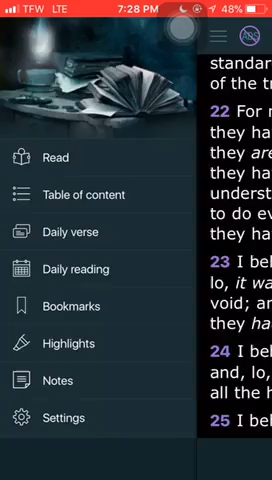 TFW LTE 7:28 PM 48%
ADS
Read
Table of content
Daily verse
Daily reading
Bookmarks
Highlights
Notes
Settings
standar
of the t
22 For
they ha
they are
they ha
underst
to do ev
they ha
23 I bel
lo, it wa
void; an
they ha
24 I bel
and, lo,
all the h
25 I bel